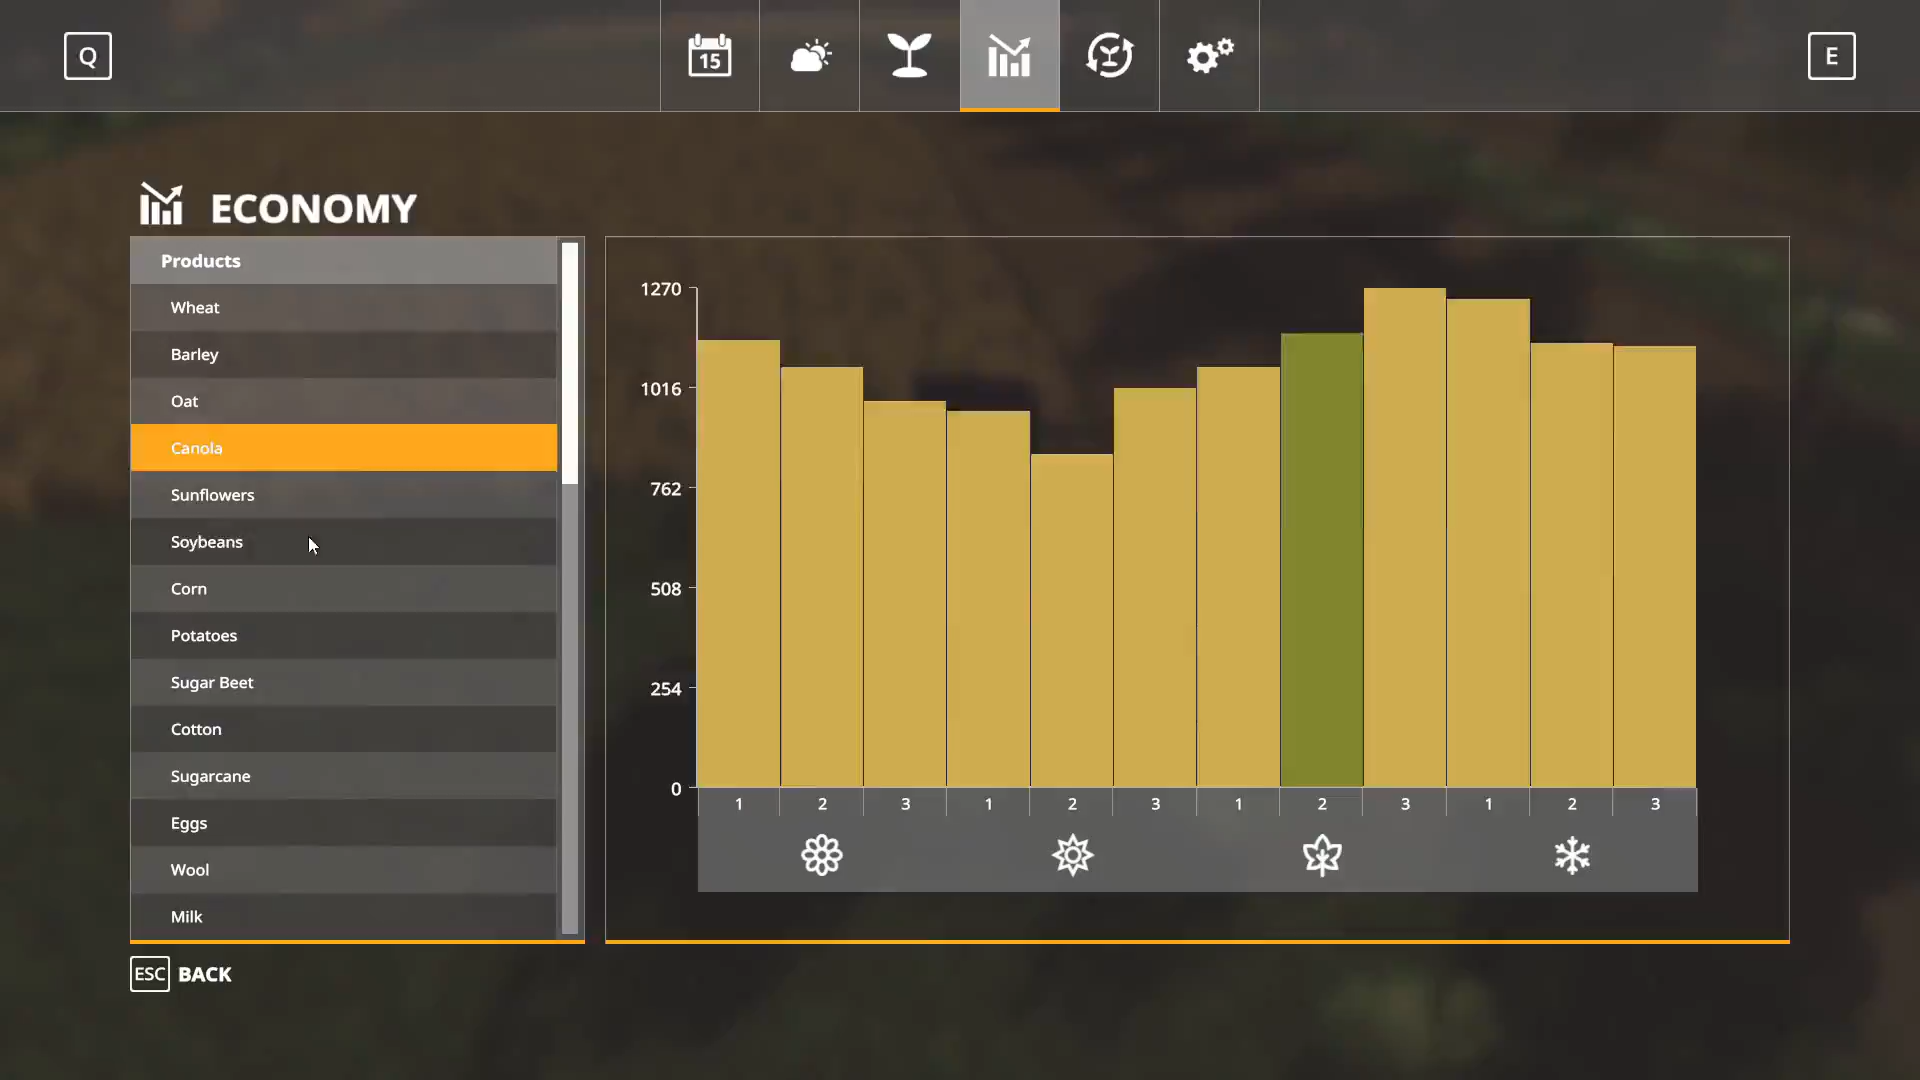 Q
15
E
ECONOMY
Products
Wheat
Barley
Oat
Canola
Sunflowers
Soybeans
Corn
Potatoes
Sugar Beet
Cotton
Sugarcane
Eggs
Wool
Milk
1270
1016
762
508
254
0
1 2 3 1 2 3 1 2 3 1 2 3
ESC BACK